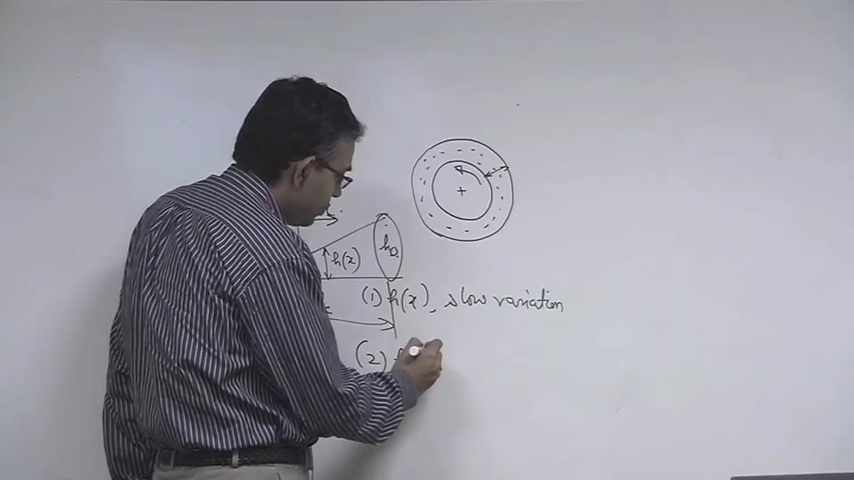 h(x)
h₀
(1) h(x), slow variation
(2)